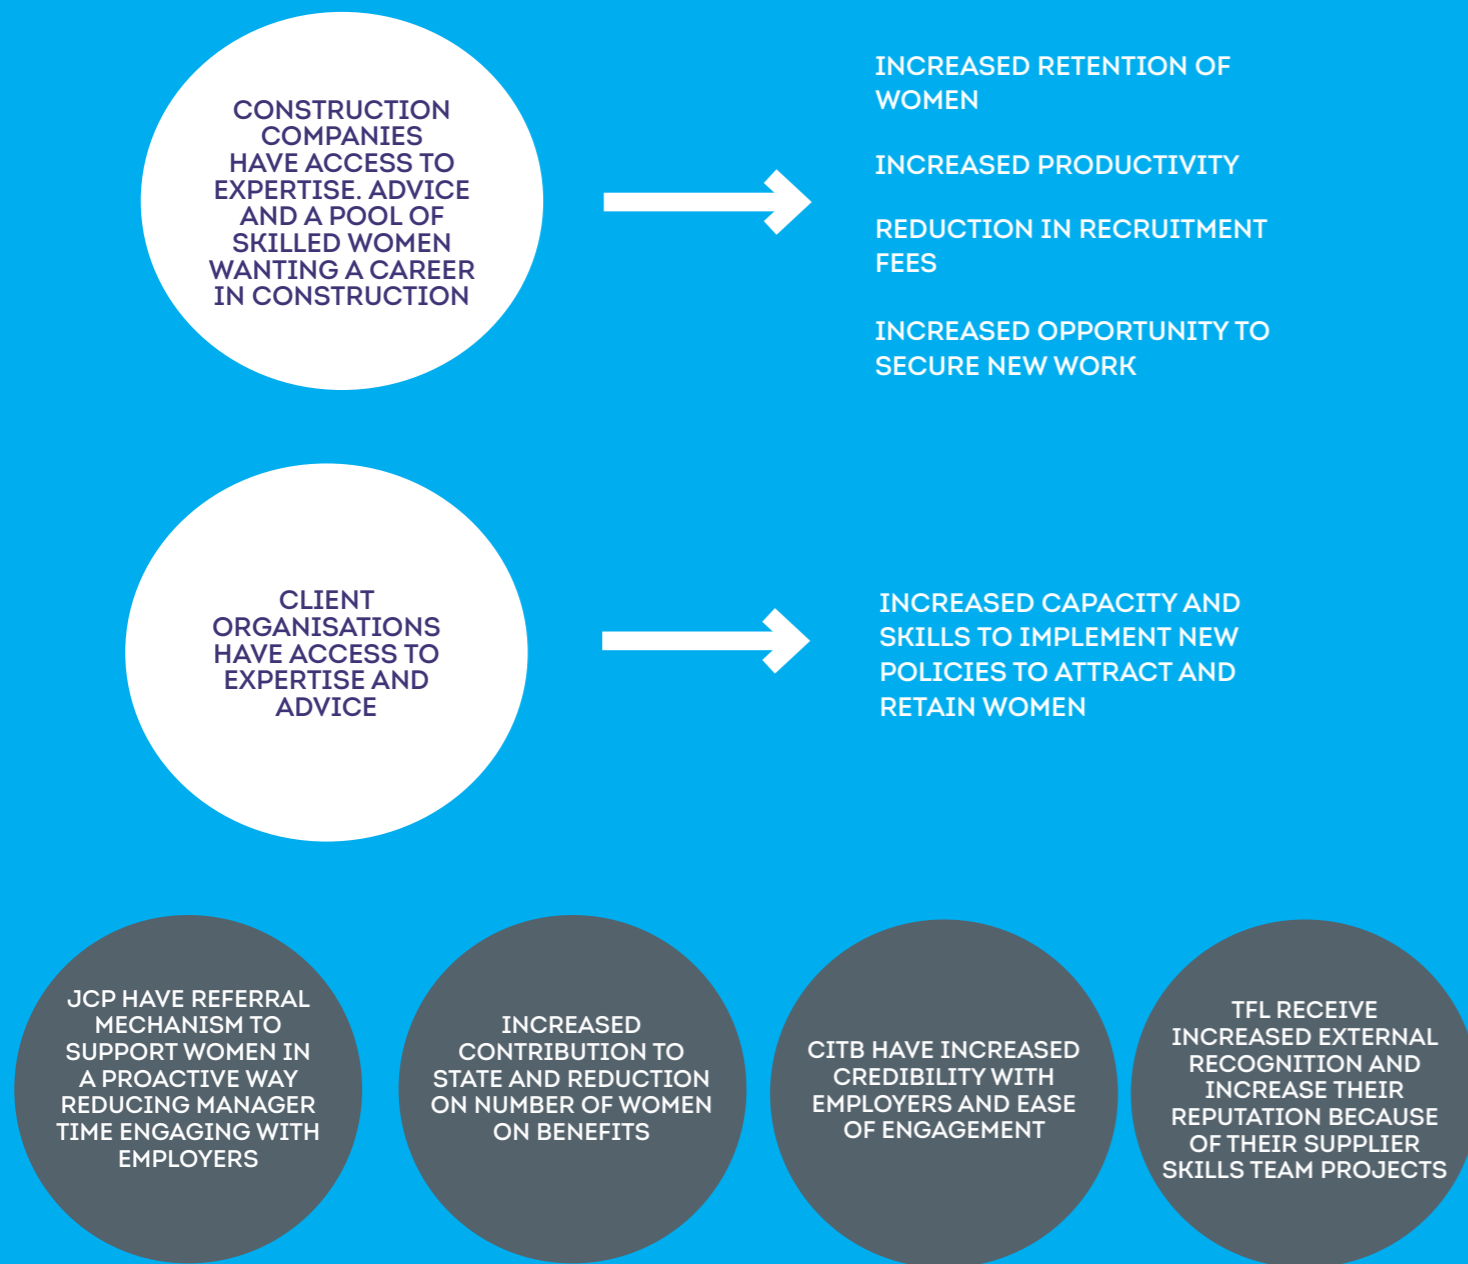 CONSTRUCTION
COMPANIES
HAVE ACCESS TO
EXPERTISE. ADVICE
AND A POOL OF
SKILLED WOMEN
WANTING A CAREER
IN CONSTRUCTION
INCREASED RETENTION OF
WOMEN
INCREASED PRODUCTIVITY
REDUCTION IN RECRUITMENT
FEES
INCREASED OPPORTUNITY TO
SECURE NEW WORK
CLIENT
ORGANISATIONS
HAVE ACCESS TO
EXPERTISE AND
ADVICE
INCREASED CAPACITY AND
SKILLS TO IMPLEMENT NEW
POLICIES TO ATTRACT AND
RETAIN WOMEN
JCP HAVE REFERRAL
MECHANISM TO
SUPPORT WOMEN IN
A PROACTIVE WAY
REDUCING MANAGER
TIME ENGAGING WITH
EMPLOYERS
INCREASED
CONTRIBUTION TO
STATE AND REDUCTION
ON NUMBER OF WOMEN
ON BENEFITS
CITB HAVE INCREASED
CREDIBILITY WITH
EMPLOYERS AND EASE
OF ENGAGEMENT
TFL RECEIVE
INCREASED EXTERNAL
RECOGNITION AND
INCREASE THEIR
REPUTATION BECAUSE
OF THEIR SUPPLIER
SKILLS TEAM PROJECTS